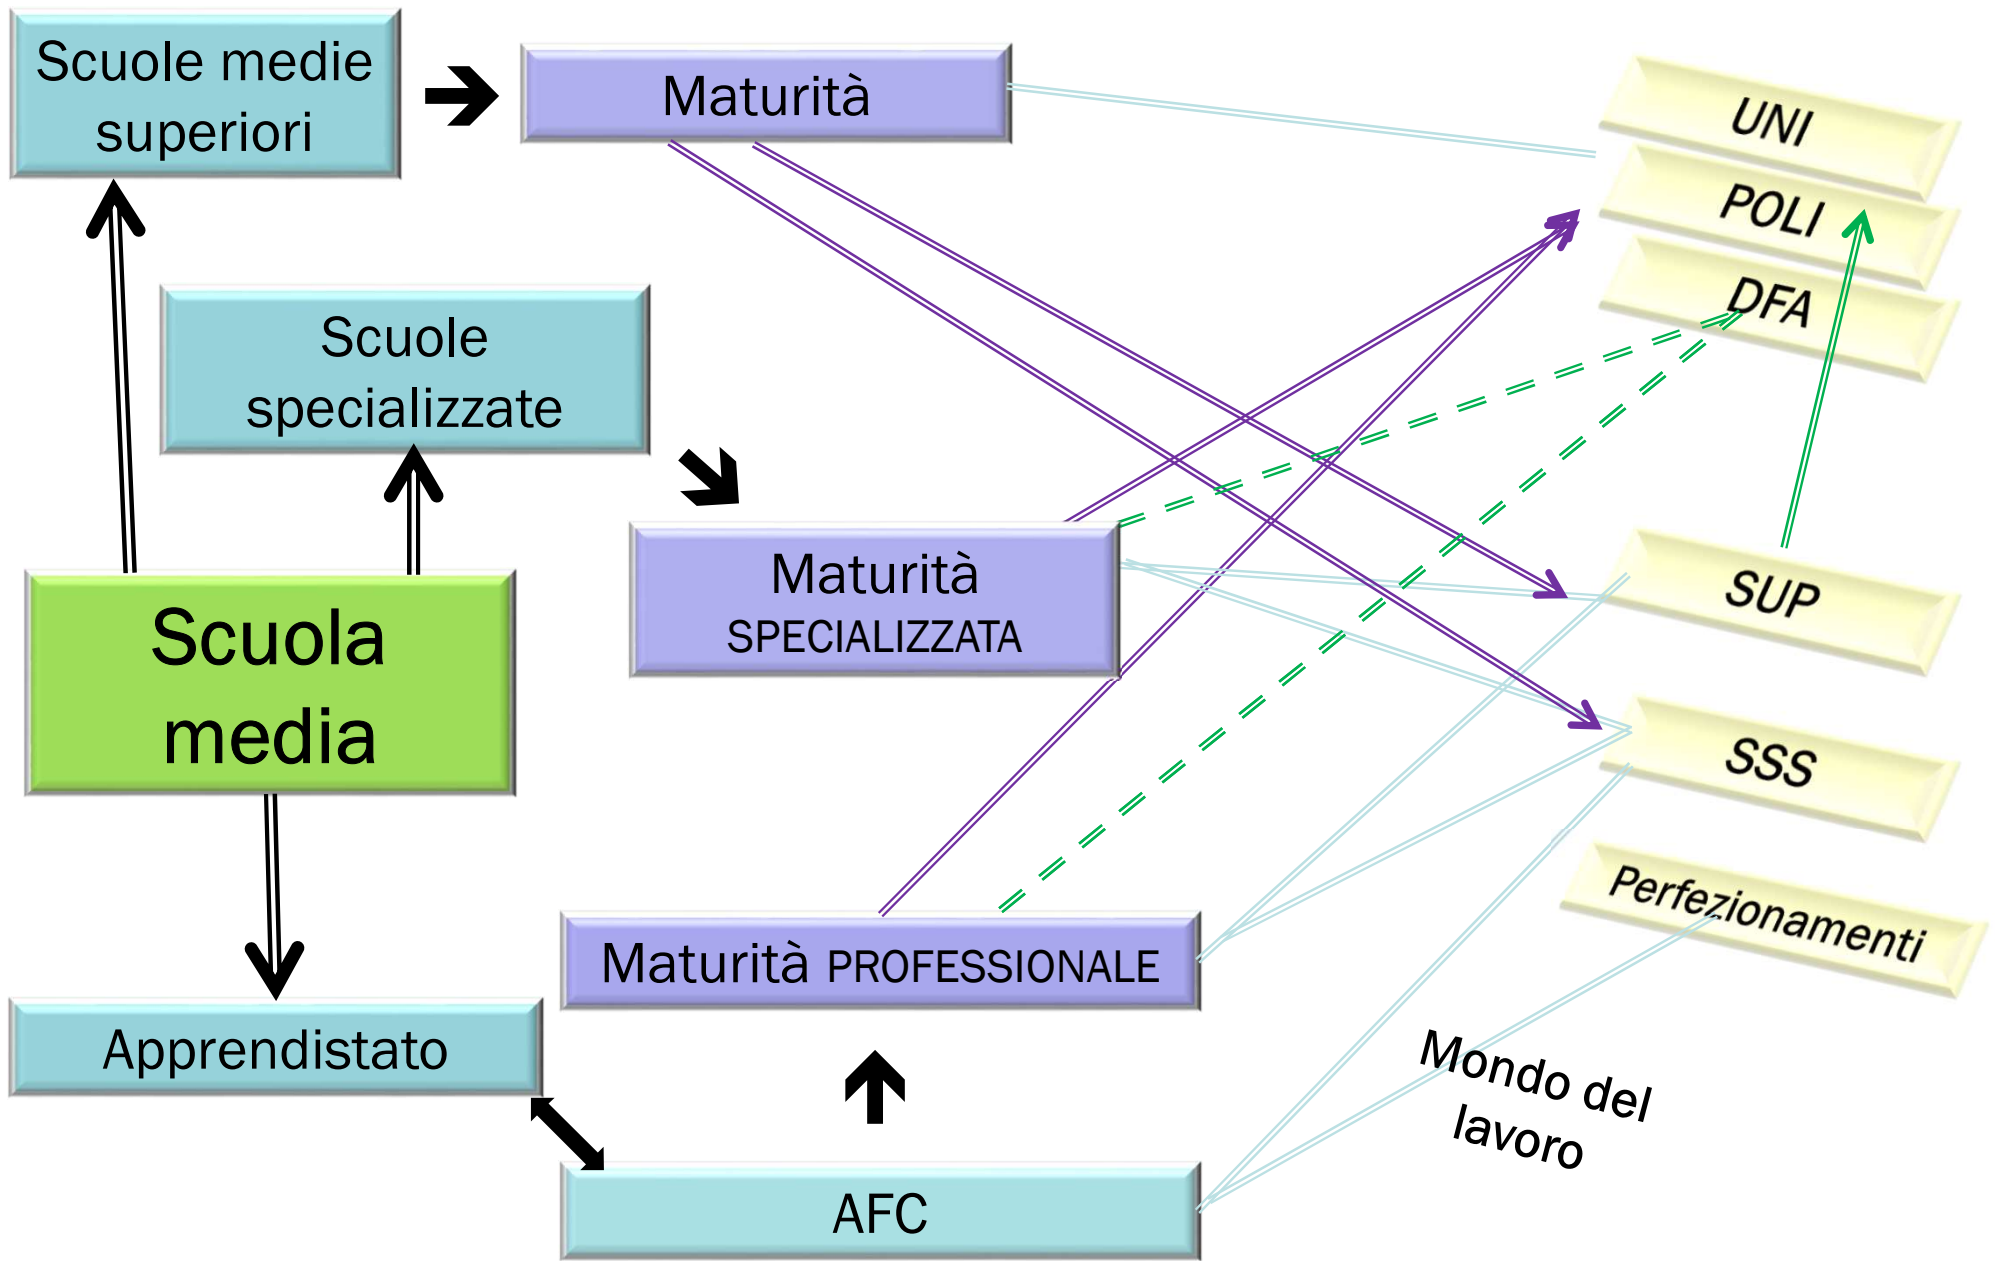 Scuole medie
superiori
Maturità
UNI
POLI
DFA
Scuole
specializzate
Maturità
SPECIALIZZATA
SUP
Scuola
media
SSS
Perfezionamenti
Maturità PROFESSIONALE
Apprendistato
Mondo del
lavoro
AFC